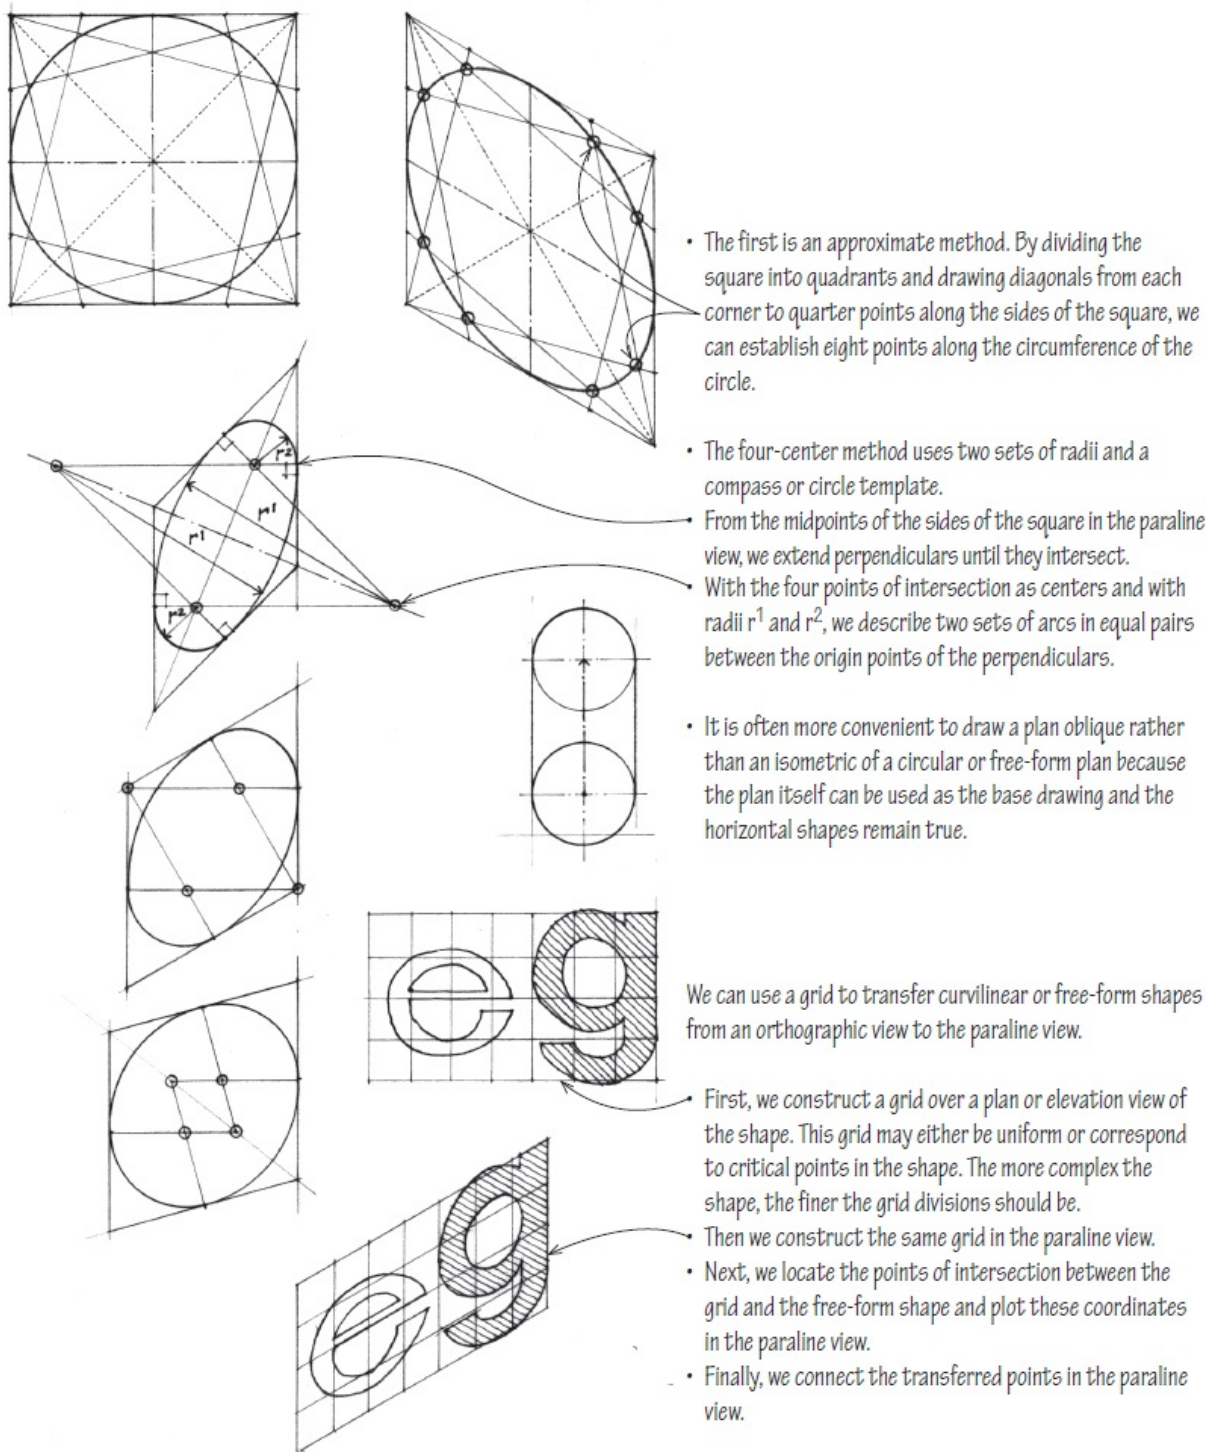 • The first is an approximate method. By dividing the
square into quadrants and drawing diagonals from each
corner to quarter points along the sides of the square, we
can establish eight points along the circumference of the
circle.
• The four-center method uses two sets of radii and a
compass or circle template.
• From the midpoints of the sides of the square in the paraline
view, we extend perpendiculars until they intersect.
• With the four points of intersection as centers and with
radii r¹ and r², we describe two sets of arcs in equal pairs
between the origin points of the perpendiculars.
r2
r1
r1
r2
• It is often more convenient to draw a plan oblique rather
than an isometric of a circular or free-form plan because
the plan itself can be used as the base drawing and the
horizontal shapes remain true.
eg
We can use a grid to transfer curvilinear or free-form shapes
from an orthographic view to the paraline view.
• First, we construct a grid over a plan or elevation view of
the shape. This grid may either be uniform or correspond
to critical points in the shape. The more complex the
shape, the finer the grid divisions should be.
• Then we construct the same grid in the paraline view.
• Next, we locate the points of intersection between the
grid and the free-form shape and plot these coordinates
in the paraline view.
• Finally, we connect the transferred points in the paraline
view.
eg